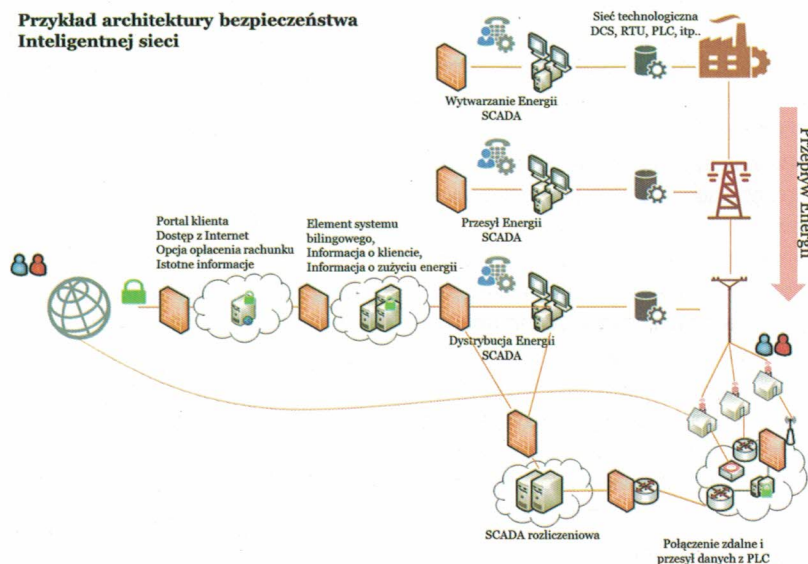 Przykład architektury bezpieczeństwa
Inteligentnej sieci
Sieć technologiczna
DCS, RTU, PLC, itp..
Wytwarzanie Energii
SCADA
Przepływ Energii
Przesył Energii
SCADA
Portal klienta
Dostęp z Internet
Opcja opłacenia rachunku
Istotne informacje
Element systemu
bilingowego,
Informacja o kliencie,
Informacja o zużyciu energii
Dystrybucja Energii
SCADA
SCADA rozliczeniowa
Połączenie zdalne i
przesył danych z PLC